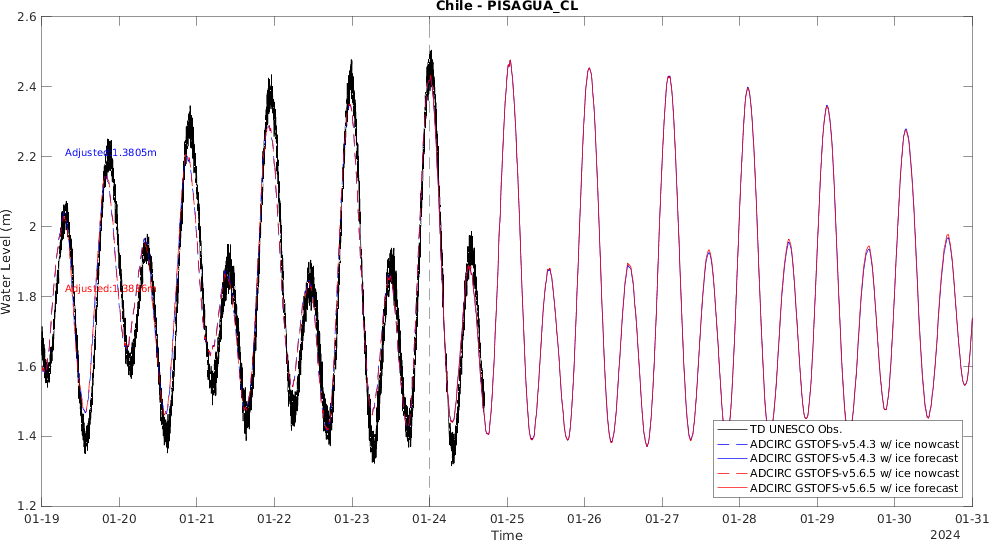 Chile - PISAGUA_CL
2.6
2.4
2.2
2
1.8
1.6
1.4
1.2
Water Level (m)
Adjusted:1.3805m
TD UNESCO Obs.
ADCIRC GSTOFS-v5.4.3 w/ ice nowcast
ADCIRC GSTOFS-v5.4.3 w/ ice forecast
ADCIRC GSTOFS-v5.6.5 w/ ice nowcast
ADCIRC GSTOFS-v5.6.5 w/ ice forecast
01-19 01-20 01-21 01-22 01-23 01-24 01-25 01-26 01-27 01-28 01-29 01-30 01-31
Time
2024